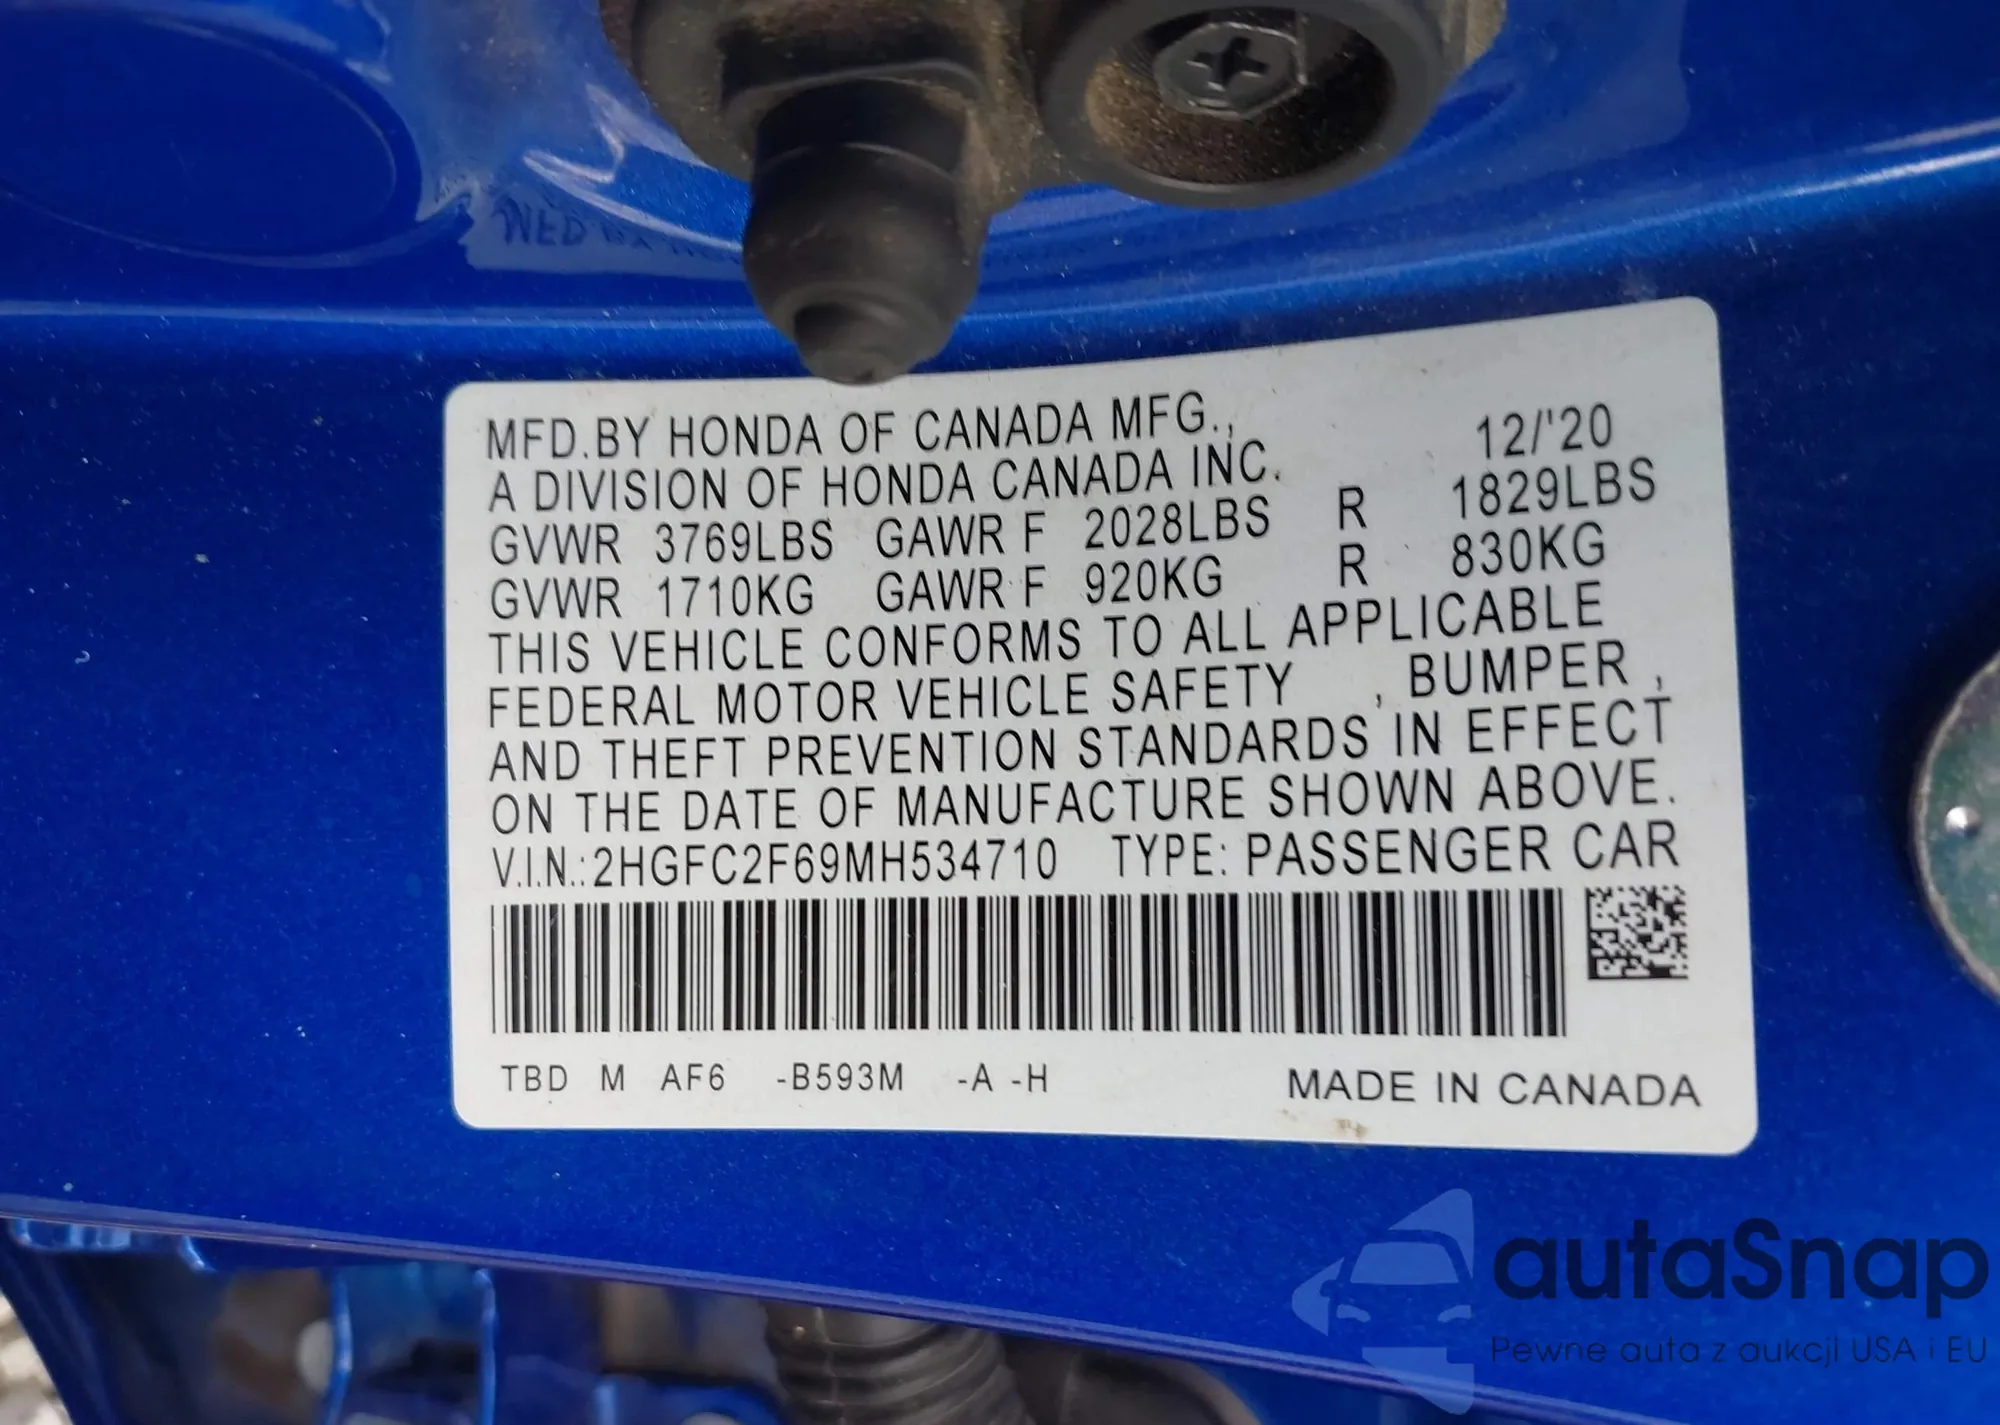 WED
MFD.BY HONDA OF CANADA MFG., 12/'20
A DIVISION OF HONDA CANADA INC.
GVWR 3769LBS GAWR F 2028LBS R 1829LBS
GVWR 1710KG GAWR F 920KG R 830KG
THIS VEHICLE CONFORMS TO ALL APPLICABLE
FEDERAL MOTOR VEHICLE SAFETY , BUMPER ,
AND THEFT PREVENTION STANDARDS IN EFFECT
ON THE DATE OF MANUFACTURE SHOWN ABOVE.
V.I.N.: 2HGFC2F69MH534710 TYPE: PASSENGER CAR
TBD M AF6 -B593M -A -H MADE IN CANADA
autaSnap
Pewne auta z aukcji USA i EU